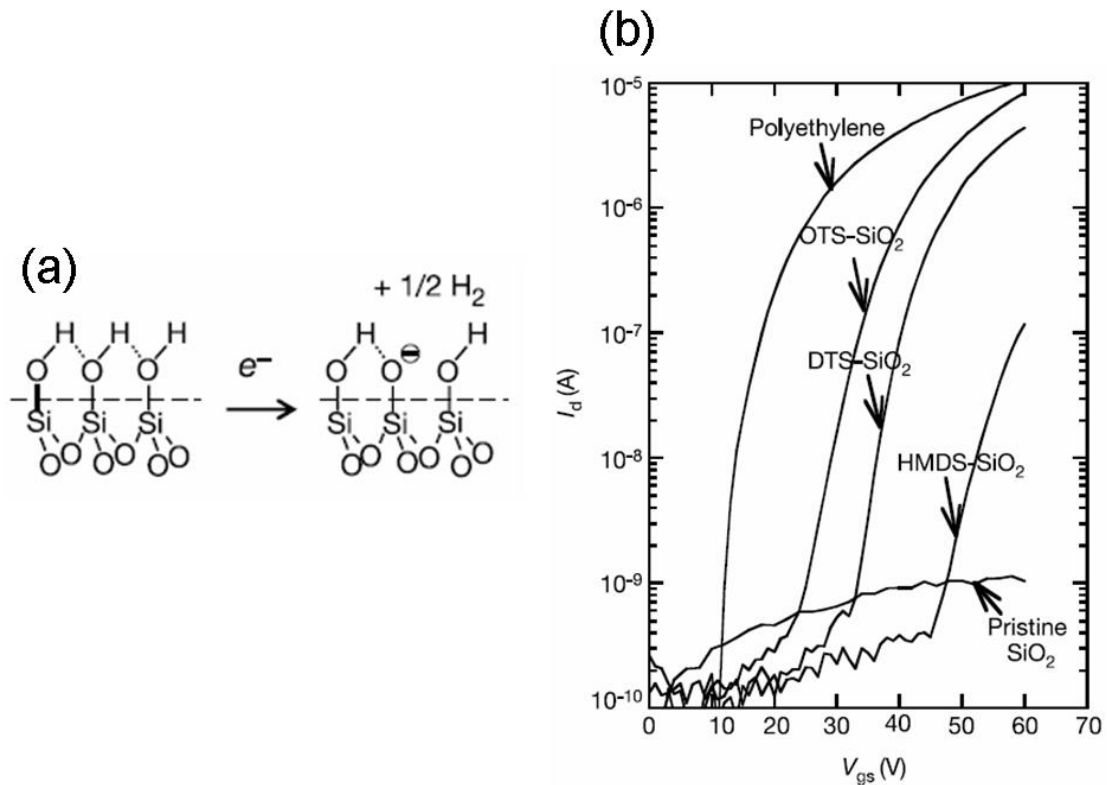 (a)
+ 1/2 H₂
H H H
O O O
e⁻
H H
O O⊖ O
Si Si Si
O O O O O
Si Si Si
O O O O O
(b)
10⁻⁵
10⁻⁶
10⁻⁷
10⁻⁸
10⁻⁹
10⁻¹⁰
I_d (A)
Polyethylene
OTS–SiO₂
DTS–SiO₂
HMDS–SiO₂
Pristine
SiO₂
0 10 20 30 40 50 60 70
V_gs (V)